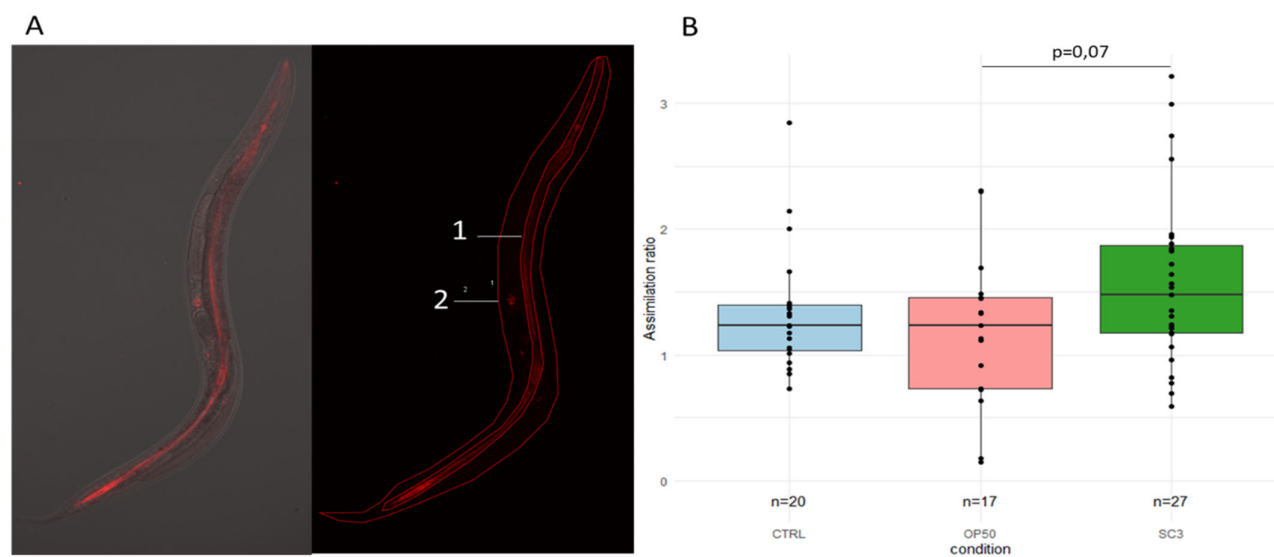 A
B
1
2
2
1
p=0,07
3
2
1
0
Assimilation ratio
n=20
n=17
n=27
CTRL
OP50
SC3
condition